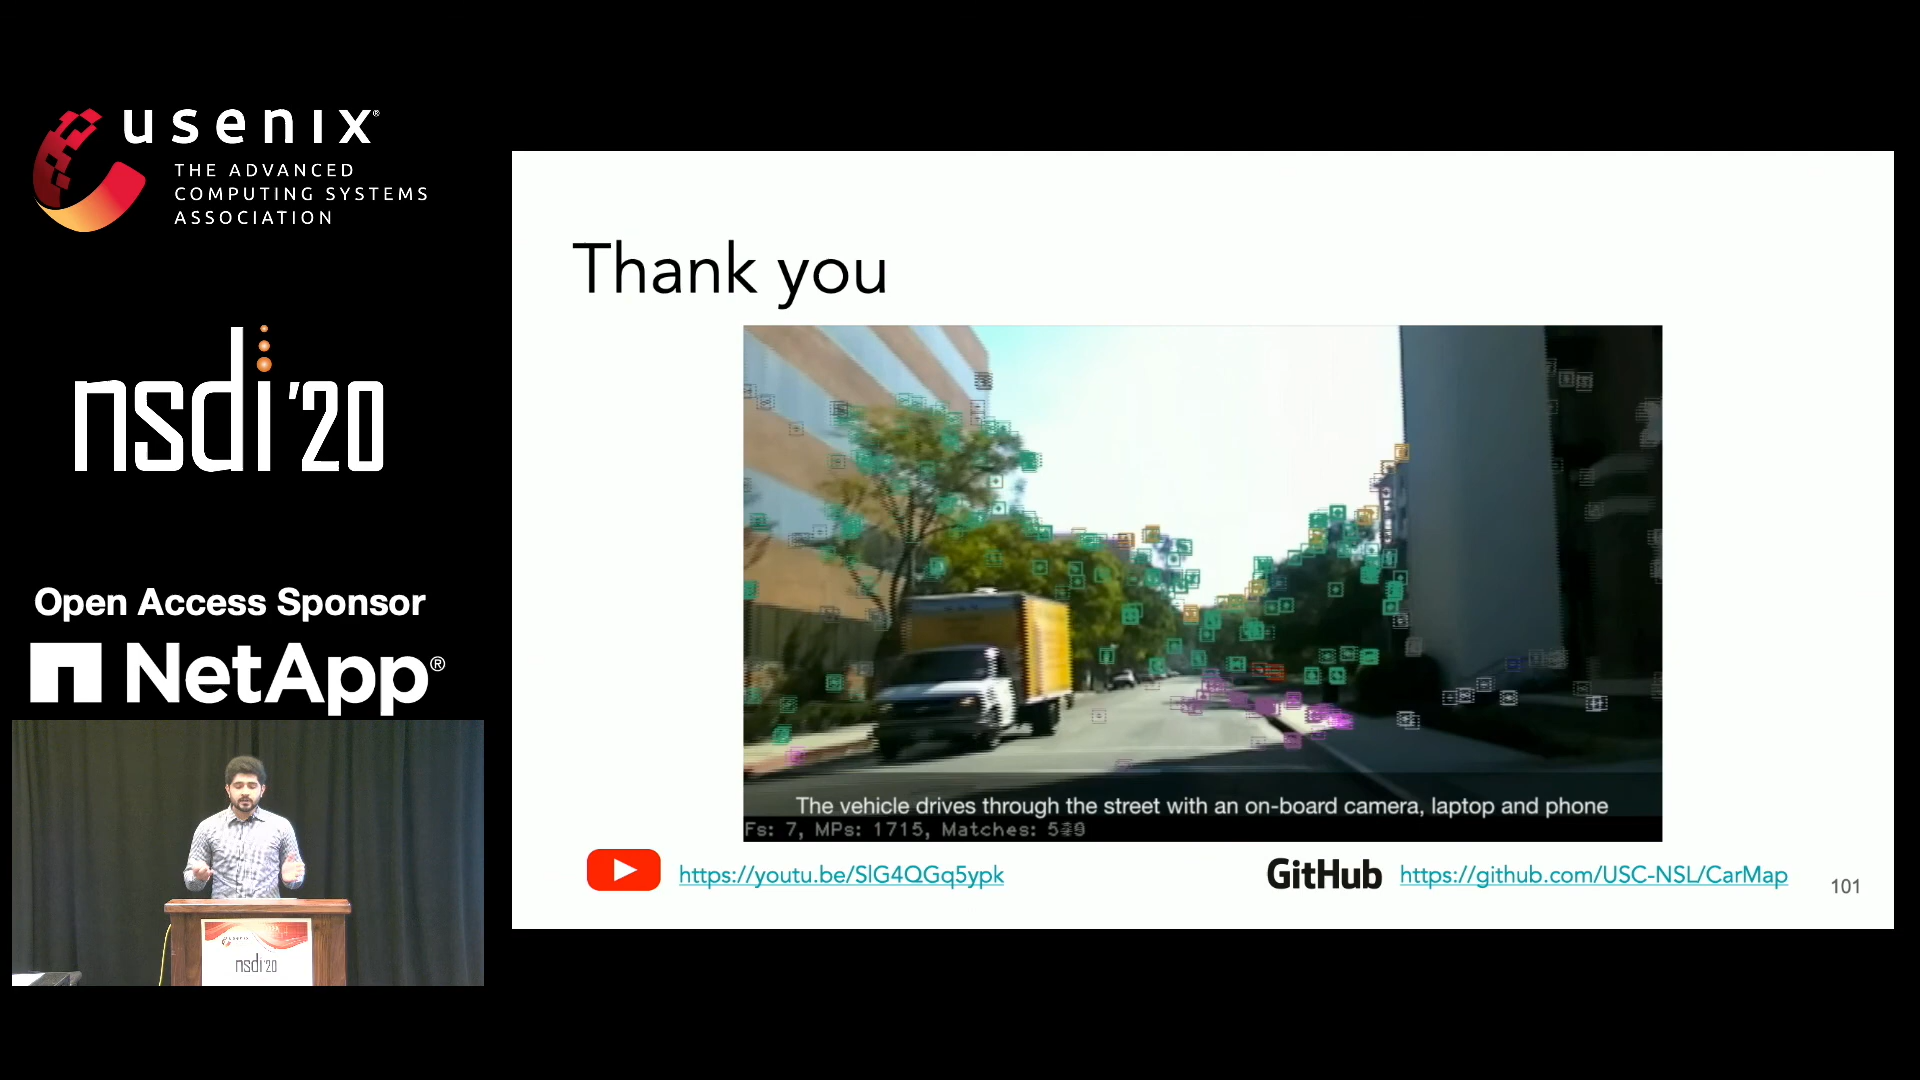 usenix®
THE ADVANCED
COMPUTING SYSTEMS
ASSOCIATION
nsdi '20
Open Access Sponsor
NetApp®
nsdi '20
Thank you
The vehicle drives through the street with an on-board camera, laptop and phone
Fs: 7, MPs: 1715, Matches:
https://youtu.be/SlG4QGq5ypk
GitHub https://github.com/USC-NSL/CarMap
101